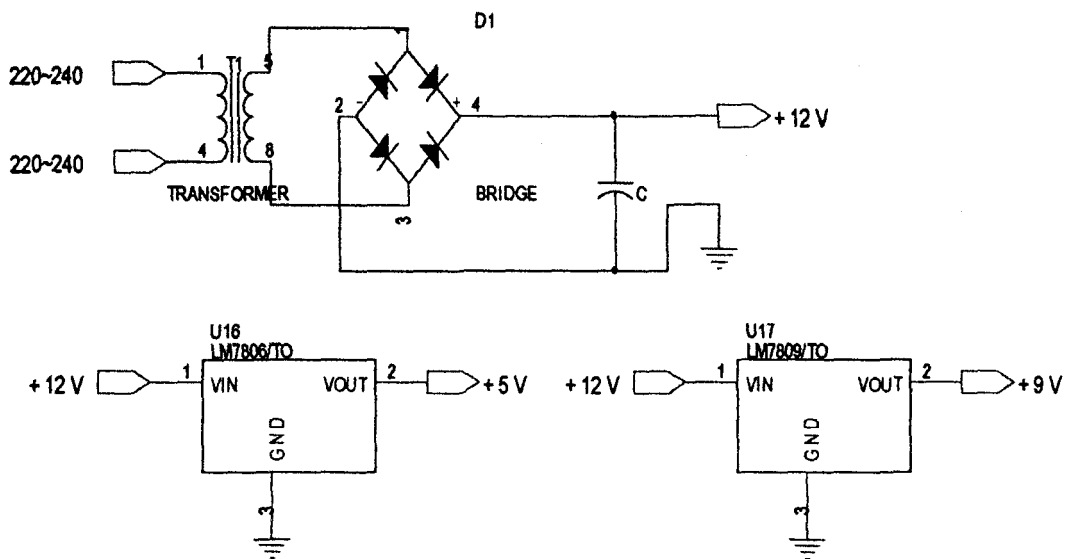 D1
1 T1 5
220~240
2 - + 4
+ 12 V
220~240
4 8
TRANSFORMER
BRIDGE
C
3
U16
LM7806/TO
U17
LM7809/TO
+ 12 V
1
VIN
VOUT
2
+ 5 V
GND
3
+ 12 V
1
VIN
VOUT
2
+ 9 V
GND
3